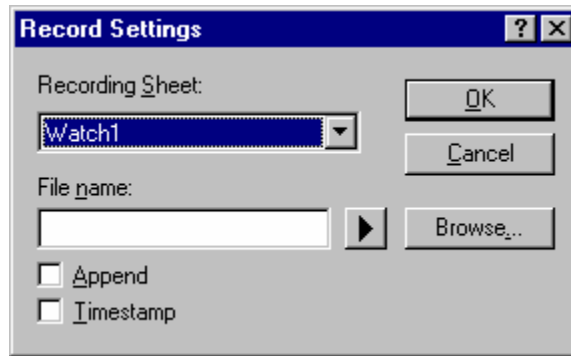 Record Settings
Recording Sheet:
Watch1
OK
Cancel
File name:
Browse...
Append
Timestamp